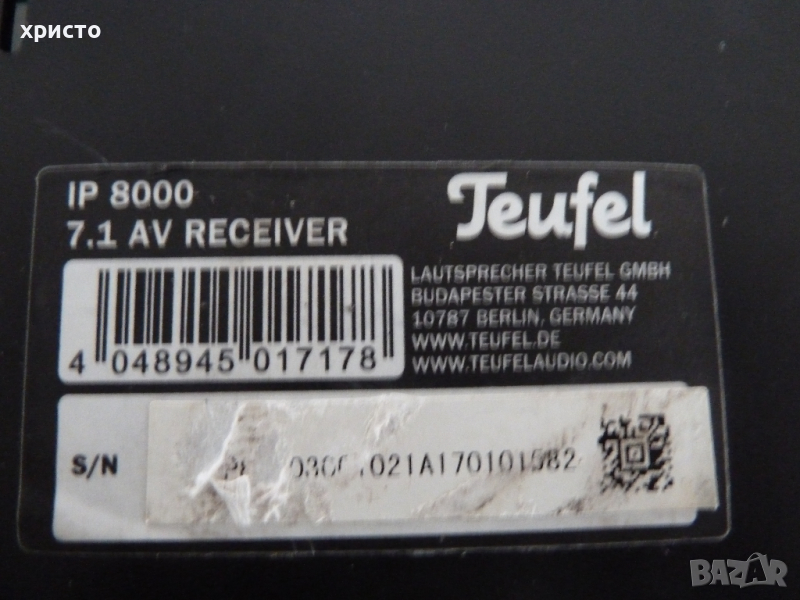 христо
IP 8000
7.1 AV RECEIVER
Teufel
LAUTSPRECHER TEUFEL GMBH
BUDAPESTER STRASSE 44
10787 BERLIN, GERMANY
WWW.TEUFEL.DE
WWW.TEUFELAUDIO.COM
4 048945 017178
S/N
BAZAR